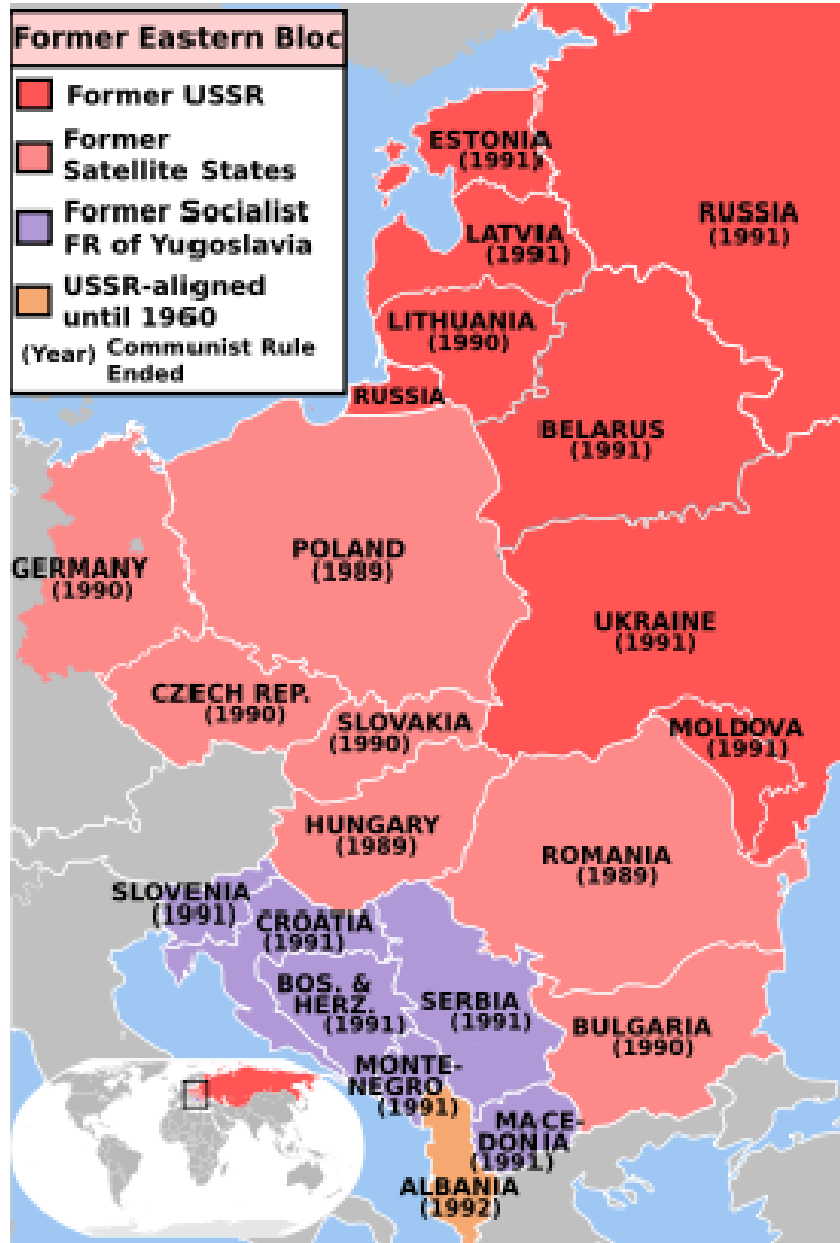 Former Eastern Bloc
Former USSR
Former
Satellite States
Former Socialist
FR of Yugoslavia
USSR-aligned
until 1960
(Year) Communist Rule
Ended
ESTONIA
(1991)
RUSSIA
(1991)
LATVIA
(1991)
LITHUANIA
(1990)
RUSSIA
BELARUS
(1991)
POLAND
(1989)
GERMANY
(1990)
UKRAINE
(1991)
CZECH REP.
(1990)
SLOVAKIA
(1990)
MOLDOVA
(1991)
HUNGARY
(1989)
ROMANIA
(1989)
SLOVENIA
(1991)
CROATIA
(1991)
BOS. &
HERZ.
(1991)
SERBIA
(1991)
BULGARIA
(1990)
MONTE-
NEGRO
(1991)
MACE-
DONIA
(1991)
ALBANIA
(1992)